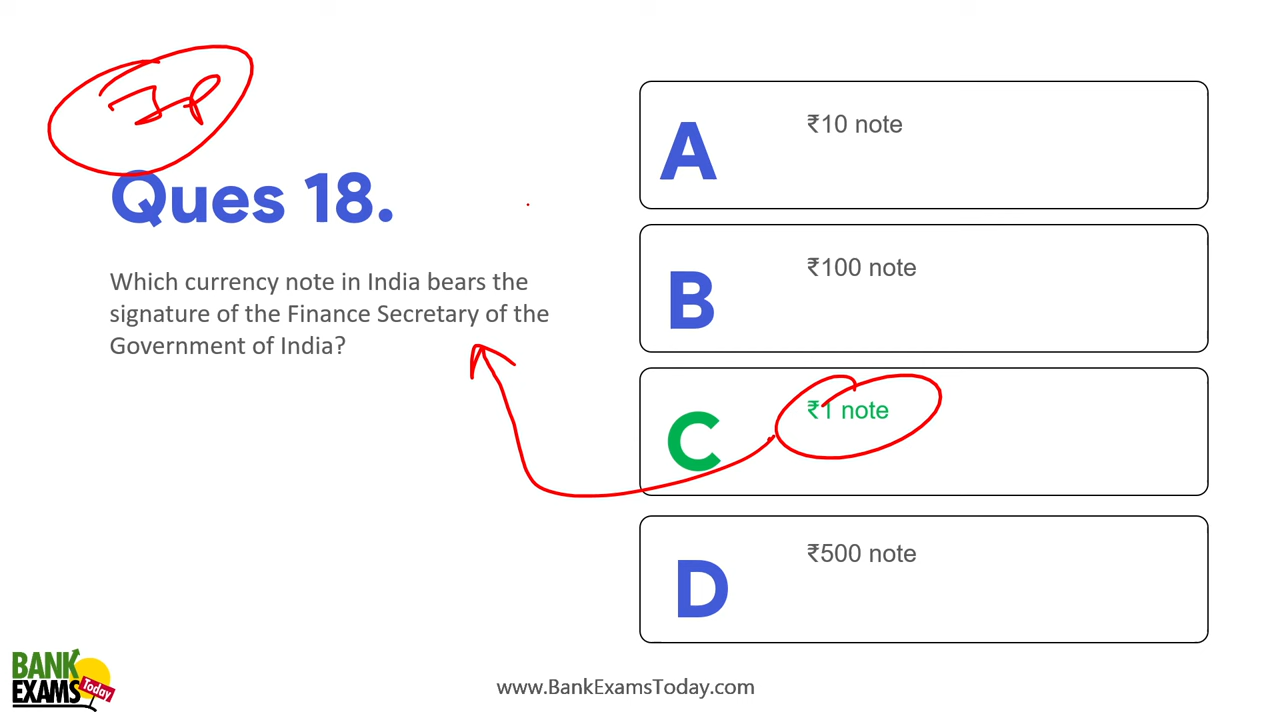 Ques 18.
Which currency note in India bears the
signature of the Finance Secretary of the
Government of India?
A
₹10 note
B
₹100 note
C
₹1 note
D
₹500 note
BANK
EXAMS
Today
www.BankExamsToday.com